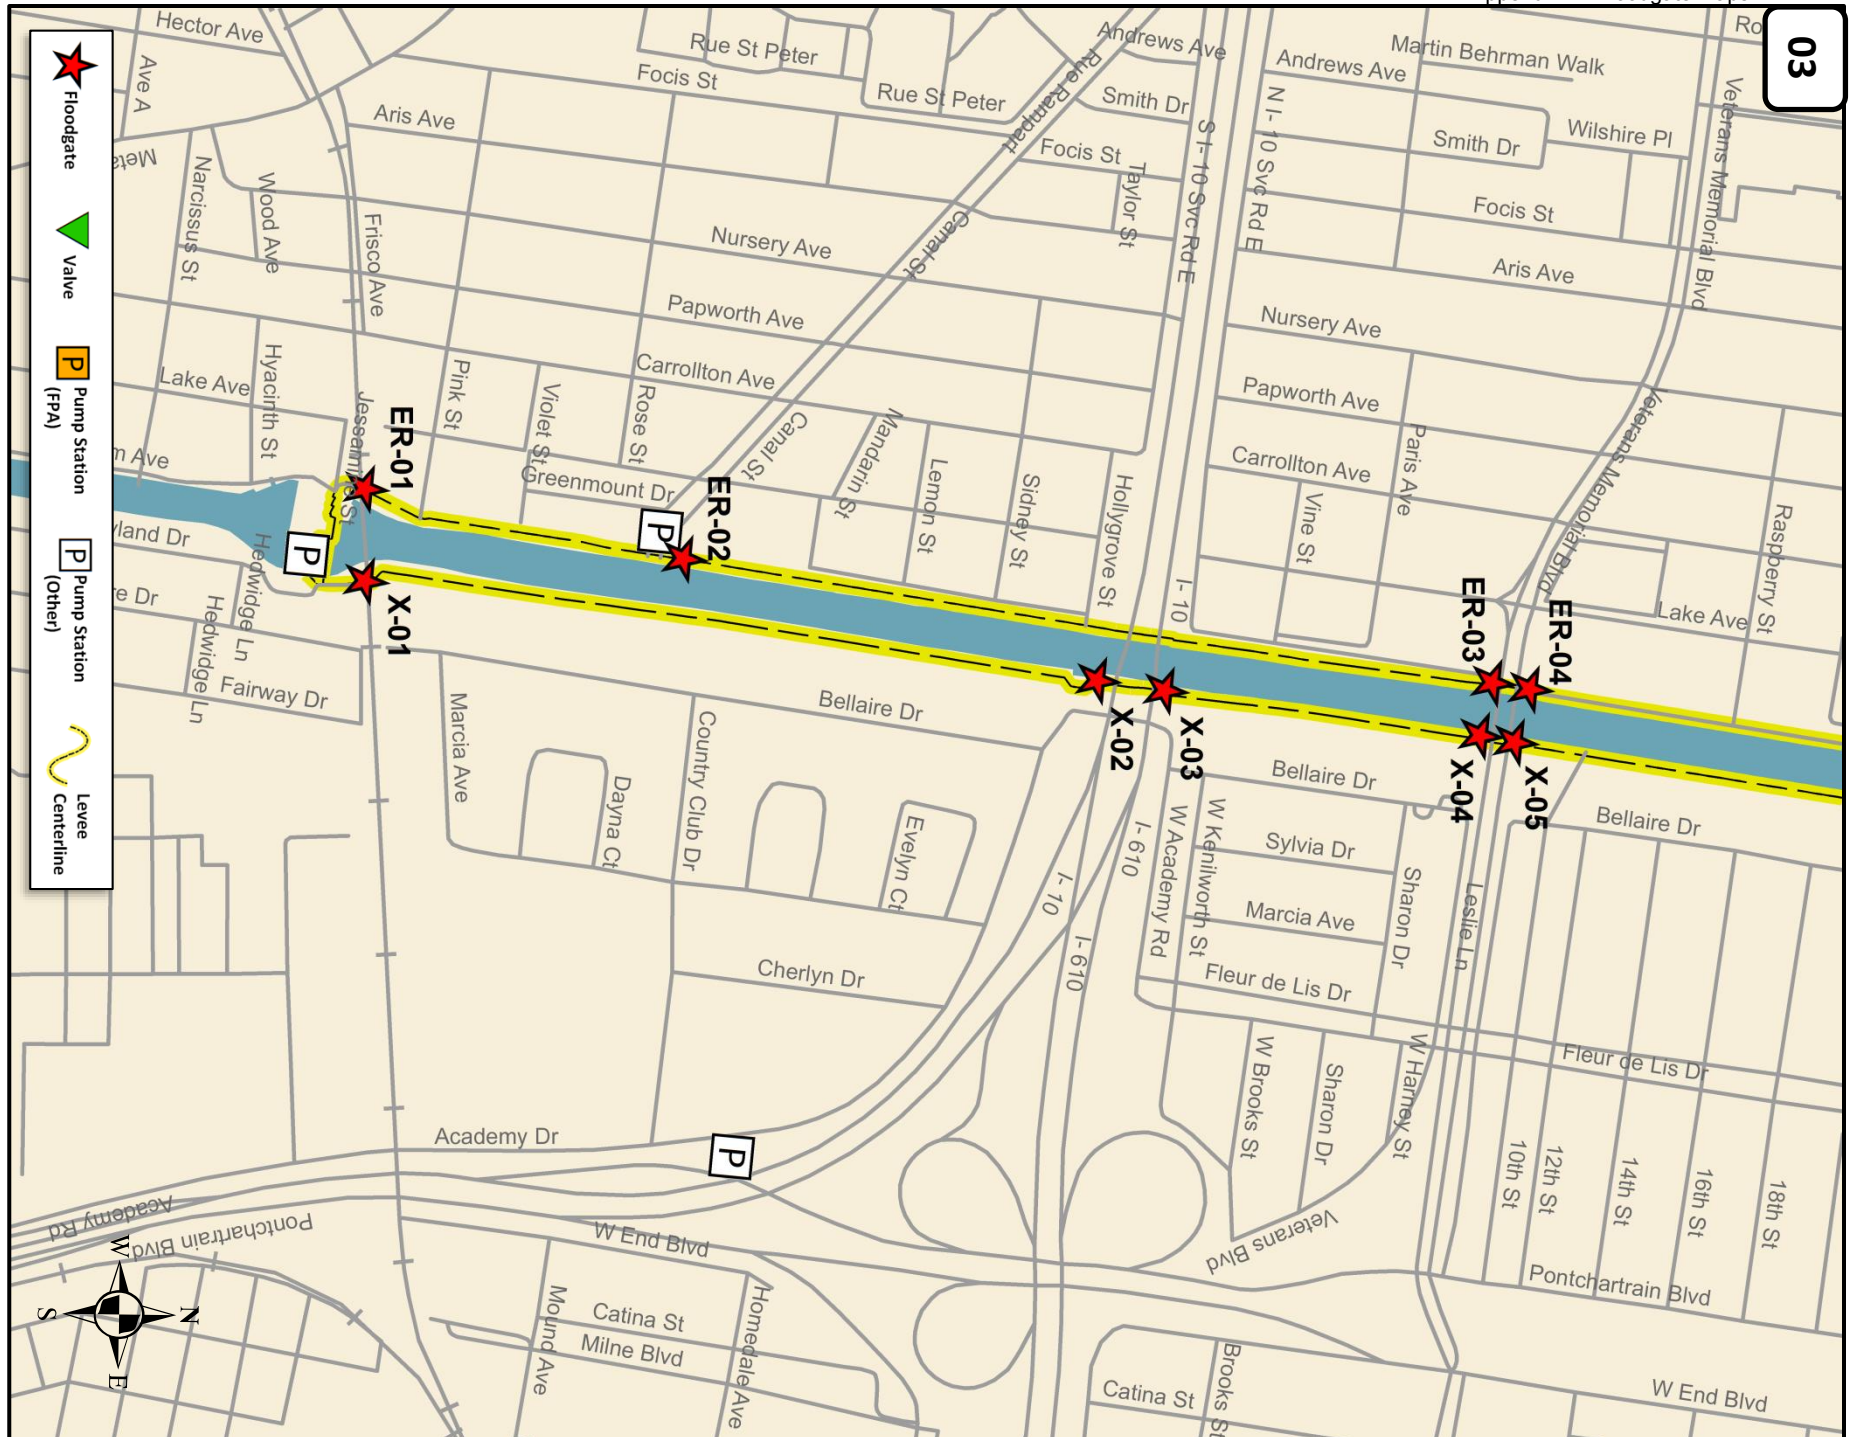 03
Floodgate
Valve
P
Pump Station
(FPA)
P
Pump Station
(Other)
Levee
Centerline
Hector Ave
Rue St Peter
Focis St
Rue St Peter
Rue Rampart
Andrews Ave
Smith Dr
Focis St
Taylor St
S I- 10 Svc Rd E
N I- 10 Svc Rd E
Andrews Ave
Martin Behrman Walk
Smith Dr
Wilshire Pl
Veterans Memorial Blvd
Ro
Ave A
Aris Ave
Narcissus St
Wood Ave
Frisco Ave
Nursery Ave
Canal St
Focis St
Aris Ave
Nursery Ave
Papworth Ave
Carrollton Ave
Papworth Ave
Carrollton Ave
Paris Ave
Veterans Memorial Blvd
Veterans Memorial Blvd
Raspberry St
Lake Ave
Lake Ave
Hyacinth St
Jessamine St
Pink St
Violet St
Rose St
Greenmount Dr
Canal St
Mandarin St
Lemon St
Sidney St
Hollygrove St
I- 10
Vine St
m Ave
ER-01
ER-02
ER-03
ER-04
P
P
X-01
X-02
X-03
X-04
X-05
yland Dr
re Dr
Hedwidge Ln
Hedwidge Ln
Fairway Dr
Marcia Ave
Bellaire Dr
Bellaire Dr
Bellaire Dr
Dayna Ct
Country Club Dr
Evelyn Ct
I- 10
I- 610
I- 610
W Academy Rd
W Kenilworth St
Sylvia Dr
Marcia Ave
Sharon Dr
Leslie Ln
Fleur de Lis Dr
Fleur de Lis Dr
Cherlyn Dr
W Brooks St
Sharon Dr
W Harney St
10th St
12th St
14th St
16th St
18th St
Academy Dr
P
Academy Rd
Pontchartrain Blvd
W End Blvd
Veterans Blvd
Pontchartrain Blvd
Mound Ave
Catina St
Milne Blvd
Homedale Ave
Catina St
Brooks St
W End Blvd
W
N
S
E